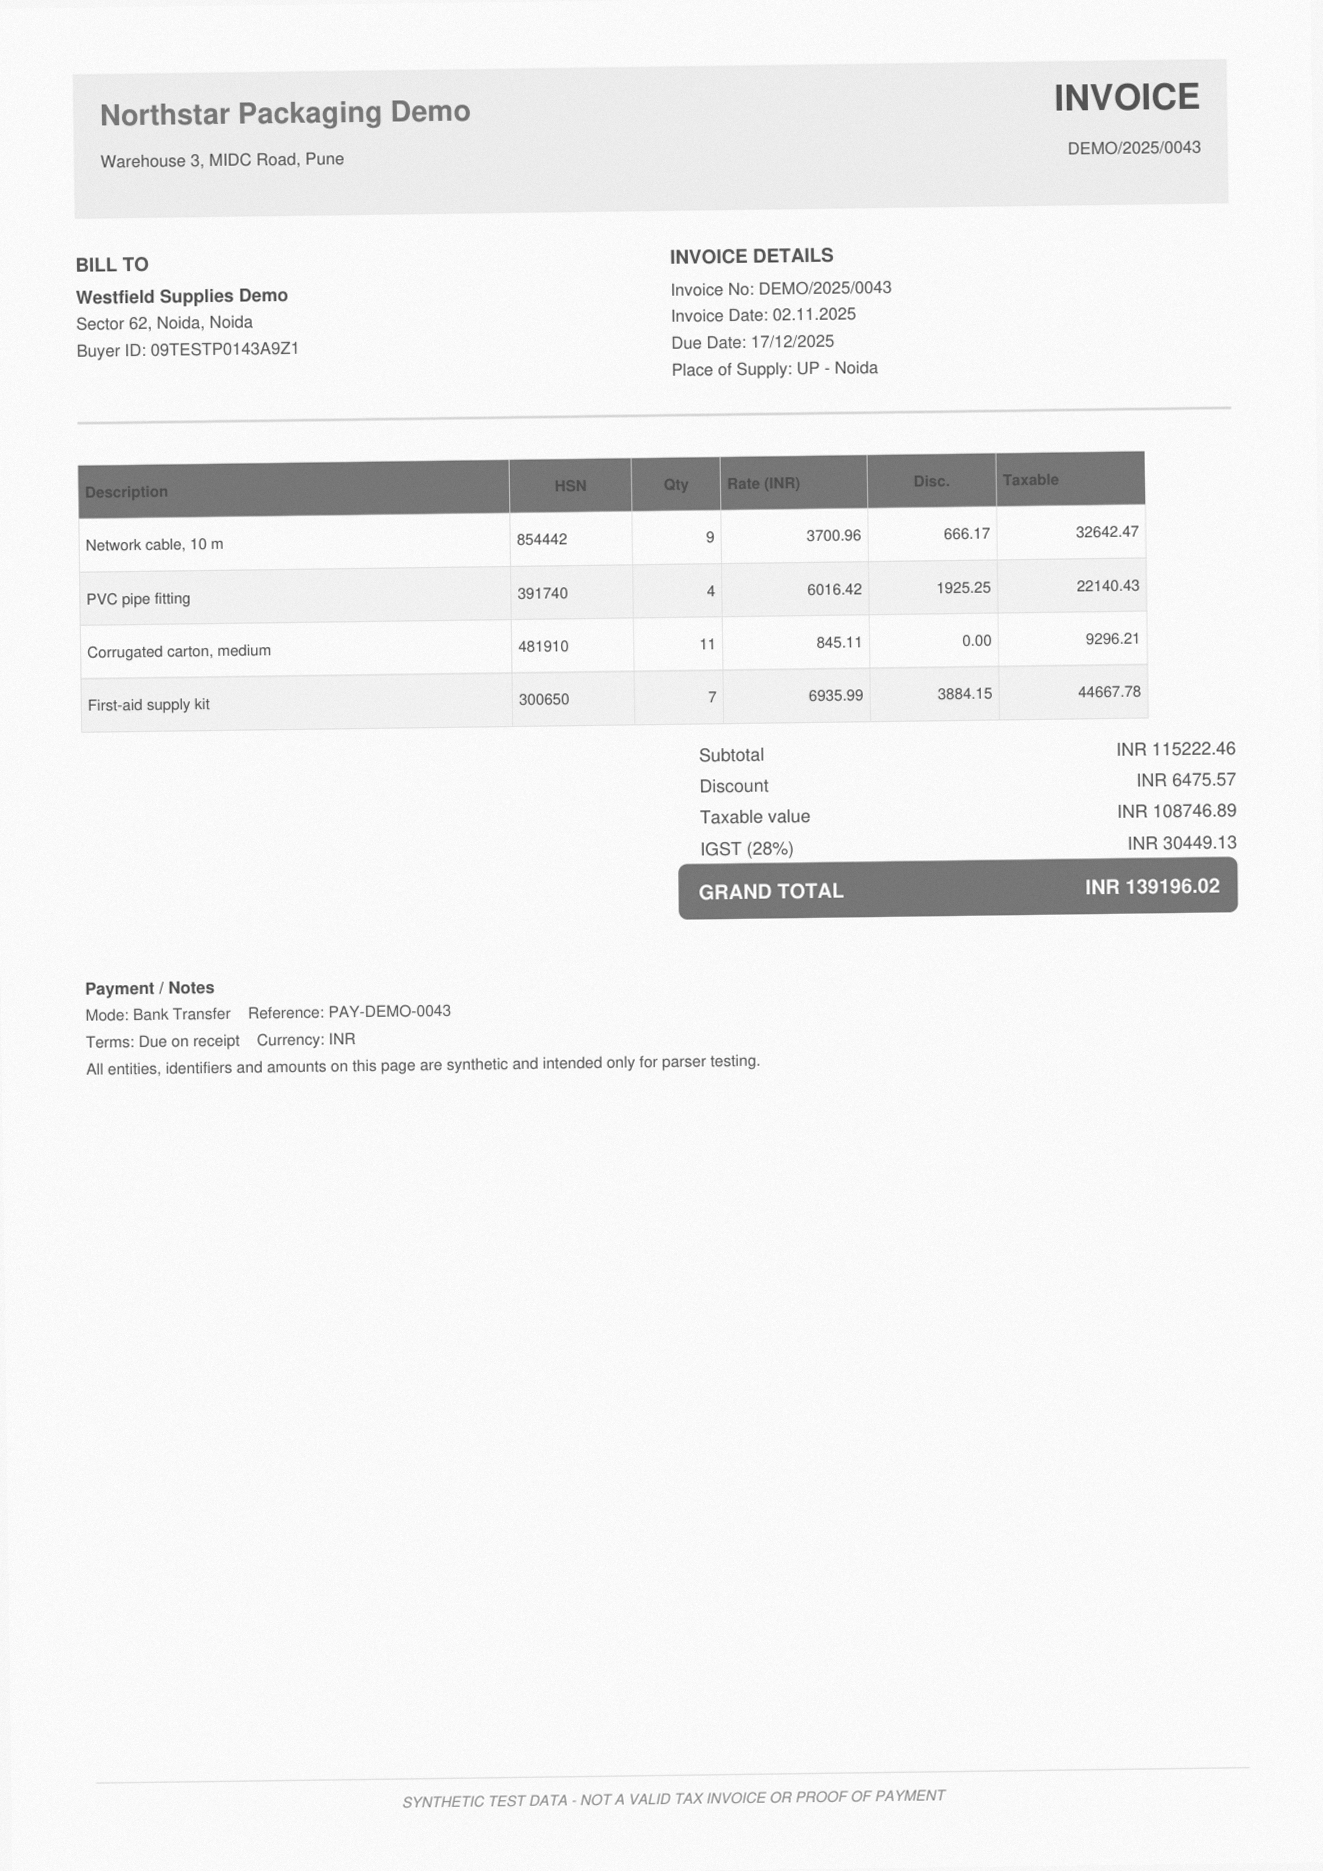 Northstar Packaging Demo
Warehouse 3, MIDC Road, Pune
INVOICE
DEMO/2025/0043
BILL TO
Westfield Supplies Demo
Sector 62, Noida, Noida
Buyer ID: 09TESTP0143A9Z1
INVOICE DETAILS
Invoice No: DEMO/2025/0043
Invoice Date: 02.11.2025
Due Date: 17/12/2025
Place of Supply: UP - Noida
Description HSN Qty Rate (INR) Disc. Taxable
Network cable, 10 m 854442 9 3700.96 666.17 32642.47
PVC pipe fitting 391740 4 6016.42 1925.25 22140.43
Corrugated carton, medium 481910 11 845.11 0.00 9296.21
First-aid supply kit 300650 7 6935.99 3884.15 44667.78
Subtotal INR 115222.46
Discount INR 6475.57
Taxable value INR 108746.89
IGST (28%) INR 30449.13
GRAND TOTAL INR 139196.02
Payment / Notes
Mode: Bank Transfer Reference: PAY-DEMO-0043
Terms: Due on receipt Currency: INR
All entities, identifiers and amounts on this page are synthetic and intended only for parser testing.
SYNTHETIC TEST DATA - NOT A VALID TAX INVOICE OR PROOF OF PAYMENT